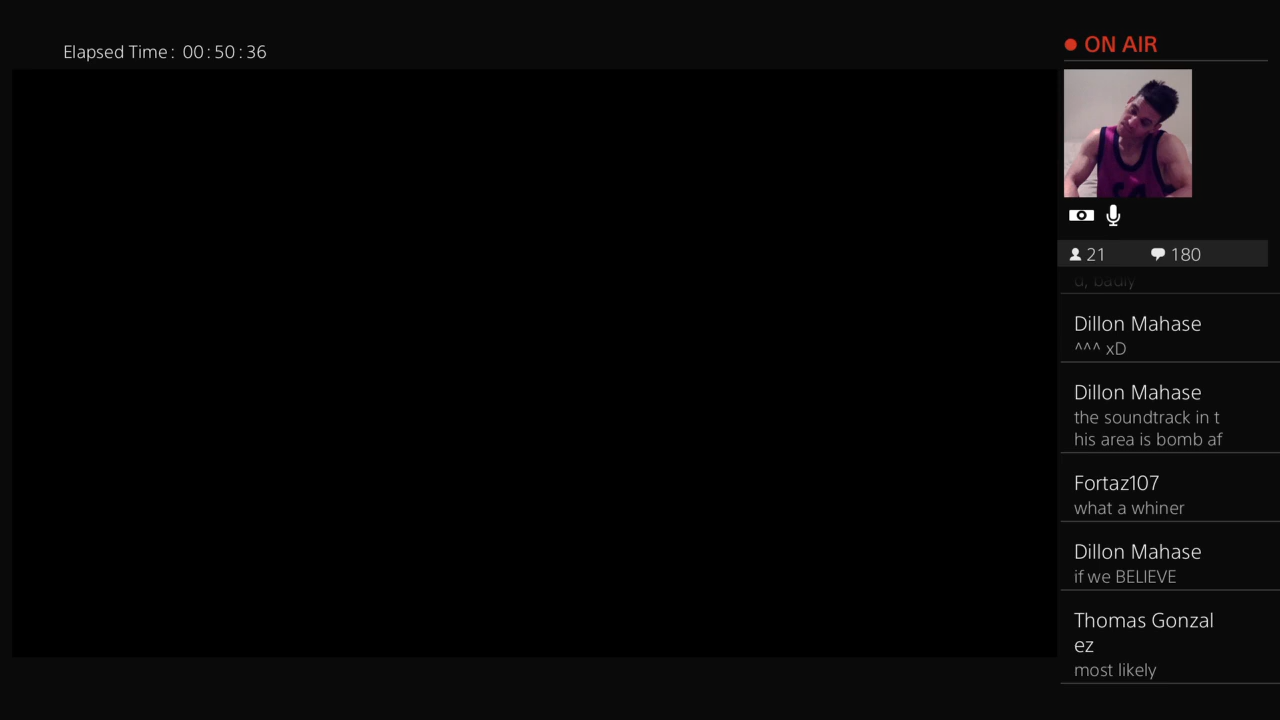 Elapsed Time: 00:50:36
ON AIR
21 180
d, badly
Dillon Mahase
^^^ xD
Dillon Mahase
the soundtrack in t
his area is bomb af
Fortaz107
what a whiner
Dillon Mahase
if we BELIEVE
Thomas Gonzal
ez
most likely